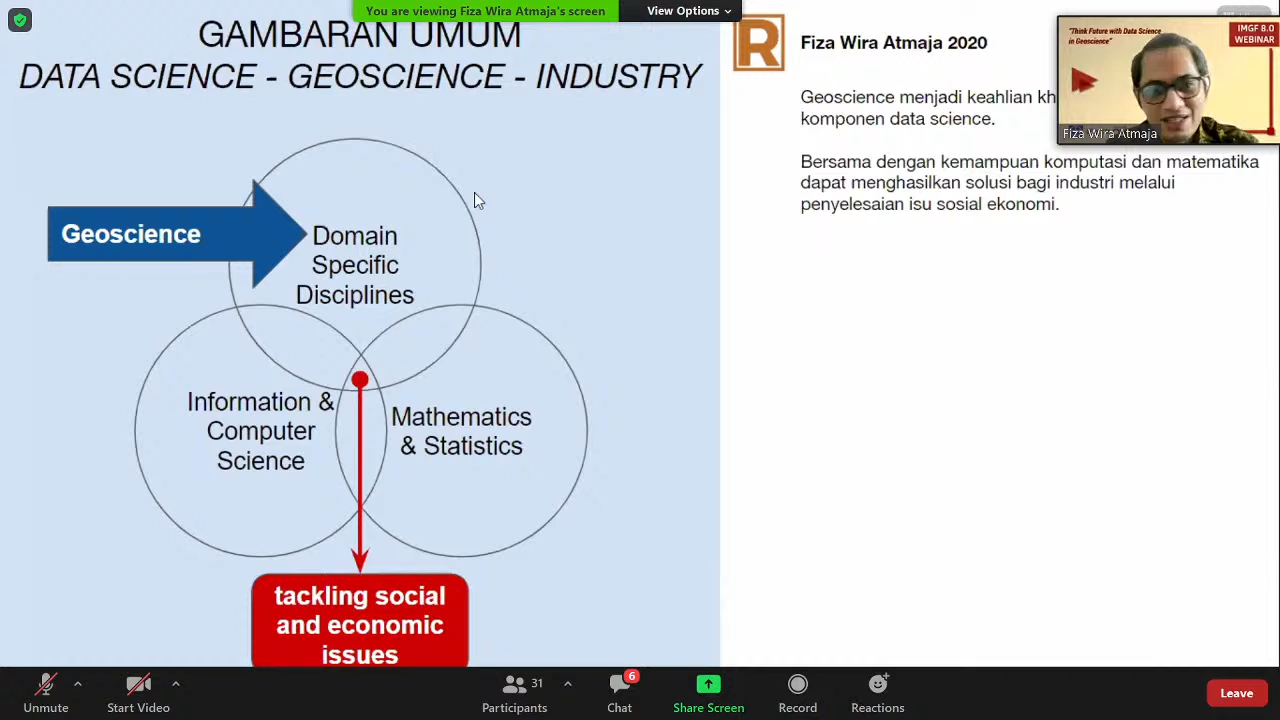 You are viewing Fiza Wira Atmaja's screen
View Options
GAMBARAN UMUM
DATA SCIENCE - GEOSCIENCE - INDUSTRY
Geoscience
Domain
Specific
Disciplines
Information &
Computer
Science
Mathematics
& Statistics
tackling social
and economic
issues
R
Fiza Wira Atmaja 2020
Geoscience menjadi keahlian kh
komponen data science.
Bersama dengan kemampuan komputasi dan matematika
dapat menghasilkan solusi bagi industri melalui
penyelesaian isu sosial ekonomi.
"Think Future with Data Science
in Geoscience"
IMGF 8.0
WEBINAR
Fiza Wira Atmaja
Unmute
Start Video
31
Participants
6
Chat
Share Screen
Record
Reactions
Leave